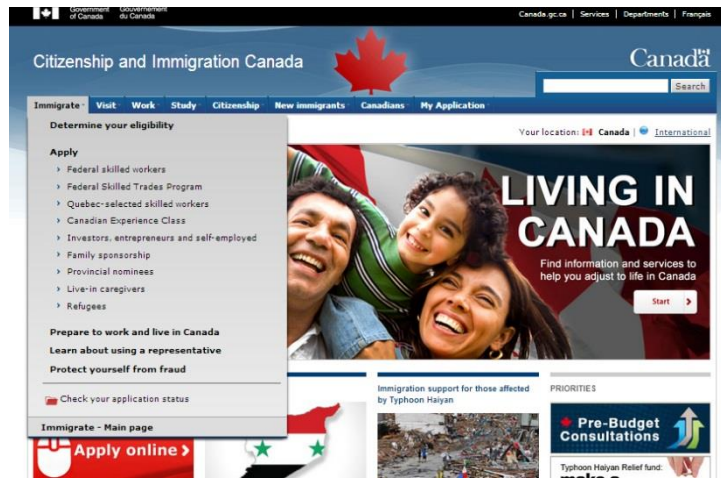 Government of Canada
Gouvernement du Canada
Canada.gc.ca | Services | Departments | Français
Citizenship and Immigration Canada
Canada
Search
Immigrate Visit Work Study Citizenship New immigrants Canadians My Application
Determine your eligibility
Your location: Canada | International
Apply
Federal skilled workers
Federal Skilled Trades Program
Quebec-selected skilled workers
Canadian Experience Class
Investors, entrepreneurs and self-employed
Family sponsorship
Provincial nominees
Live-in caregivers
Refugees
Prepare to work and live in Canada
Learn about using a representative
Protect yourself from fraud
Check your application status
Immigrate - Main page
LIVING IN
CANADA
Find information and services to
help you adjust to life in Canada
Start
Apply online
Immigration support for those affected
by Typhoon Haiyan
PRIORITIES
Pre-Budget
Consultations
Typhoon Haiyan Relief fund:
make a